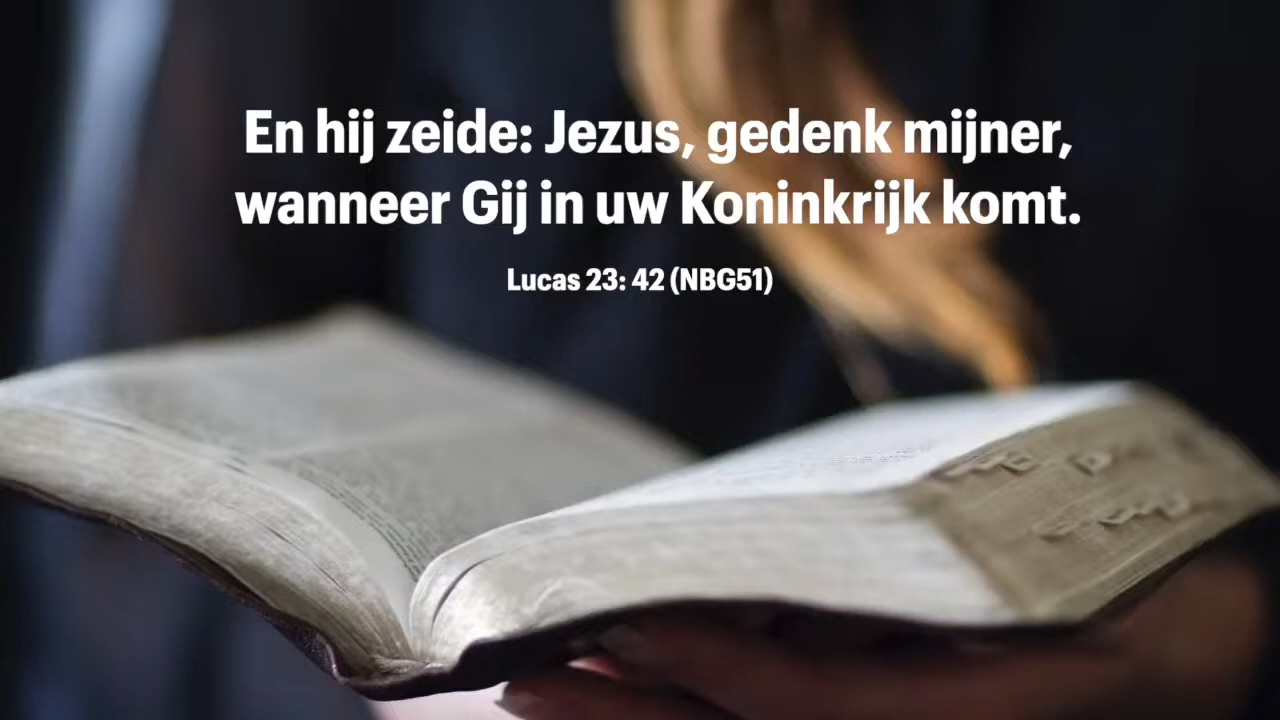 En hij zeide: Jezus, gedenk mijner,
wanneer Gij in uw Koninkrijk komt.
Lucas 23: 42 (NBG51)